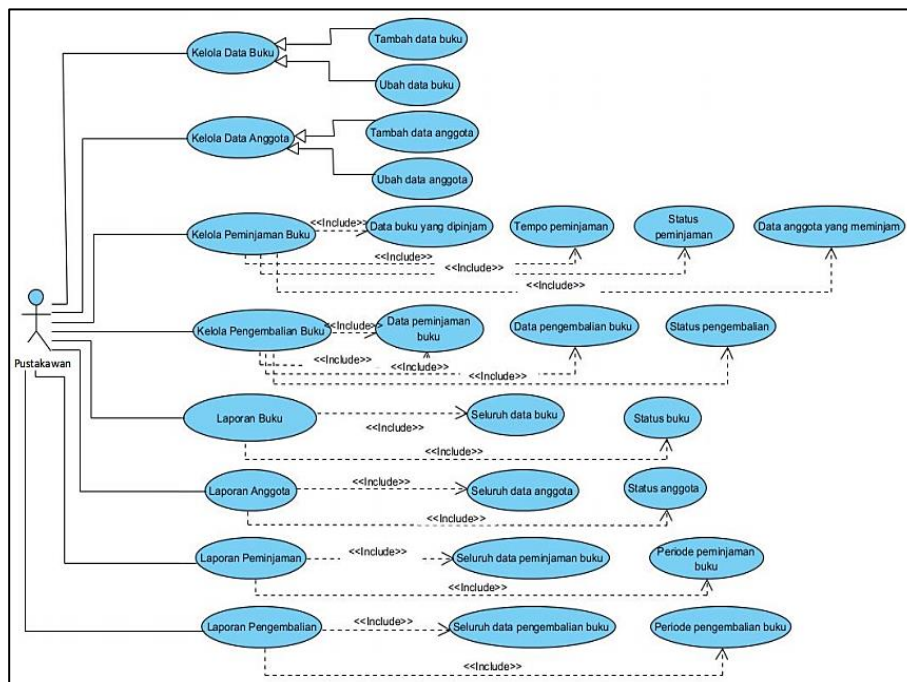 Tambah data buku
Kelola Data Buku
Ubah data buku
Tambah data anggota
Kelola Data Anggota
Ubah data anggota
<<Include>>
Kelola Peminjaman Buku
Data buku yang dipinjam
Tempo peminjaman
Status
peminjaman
Data anggota yang meminjam
<<Include>>
<<Include>>
<<Include>>
Kelola Pengembalian Buku
<<Include>>
Data peminjaman
buku
Data pengembalian buku
Status pengembalian
<<Include>>
<<Include>>
Pustakawan
Laporan Buku
<<Include>>
Seluruh data buku
Status buku
<<Include>>
Laporan Anggota
<<Include>>
Seluruh data anggota
Status anggota
<<Include>>
Laporan Peminjaman
<<Include>>
Seluruh data peminjaman buku
Periode peminjaman
buku
<<Include>>
Laporan Pengembalian
<<Include>>
Seluruh data pengembalian buku
Periode pengembalian buku
<<Include>>